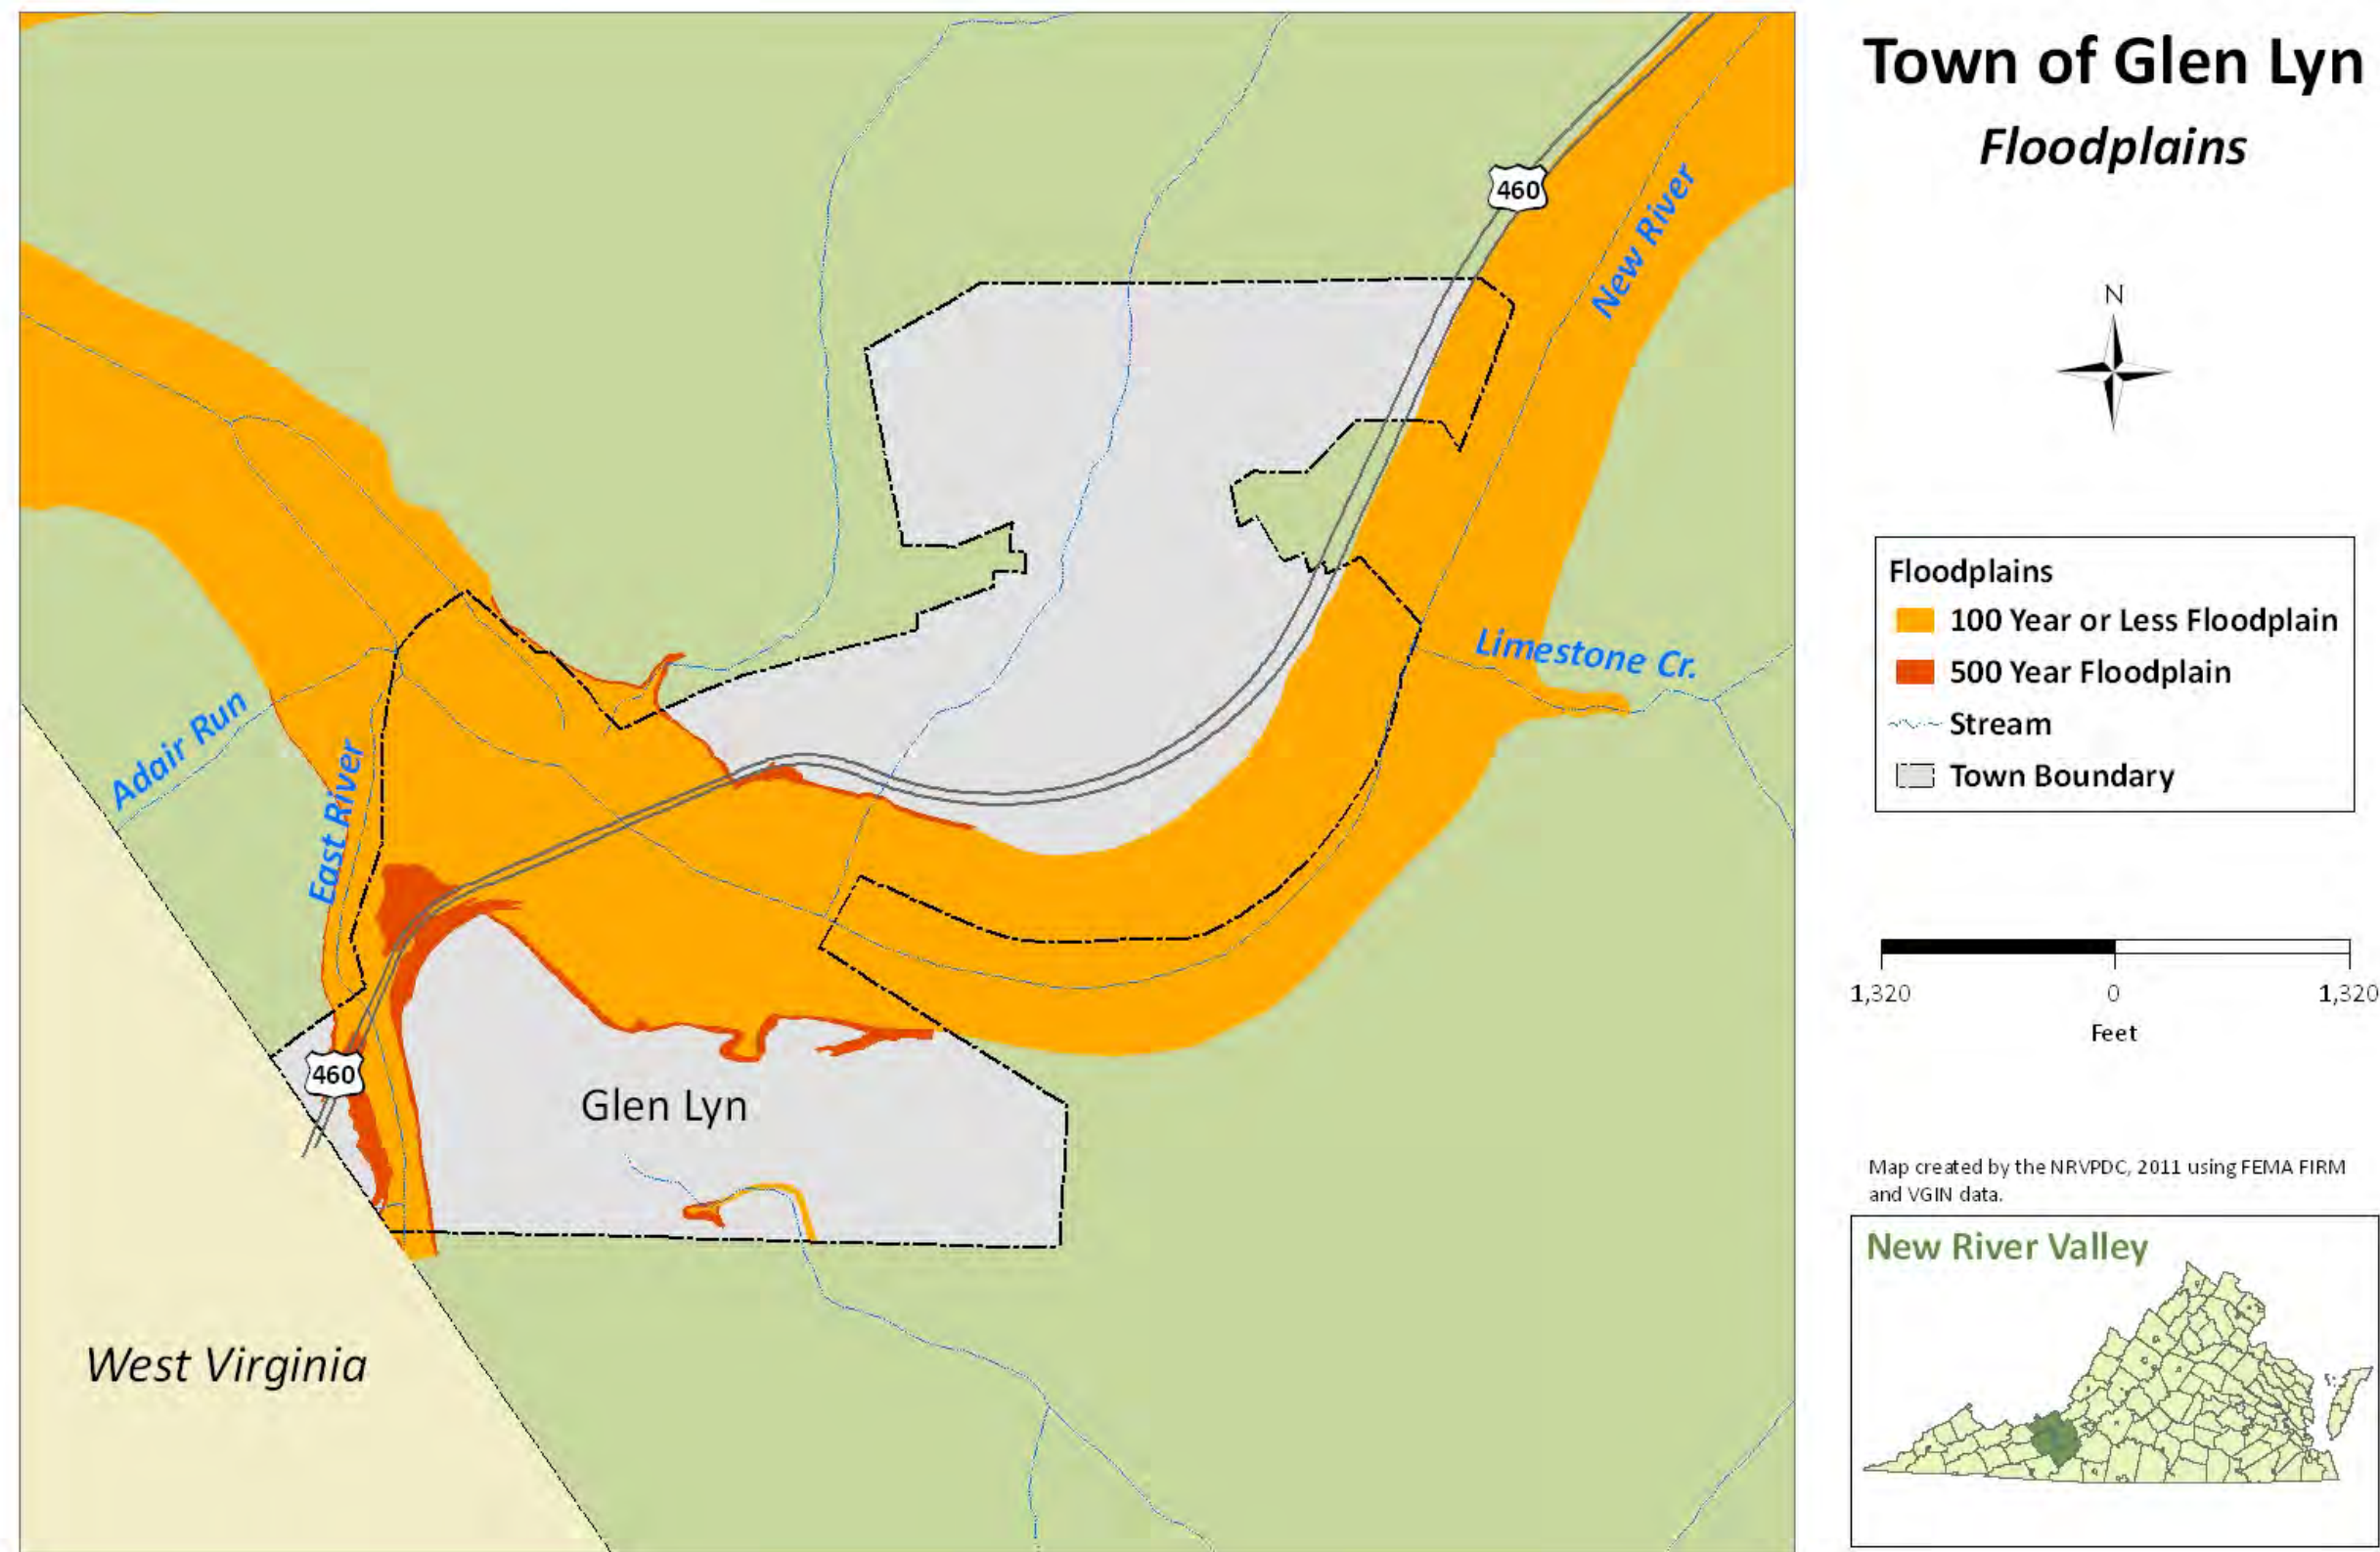 Town of Glen Lyn
Floodplains
460
New River
N
Floodplains
100 Year or Less Floodplain
500 Year Floodplain
Stream
Town Boundary
Limestone Cr.
Adair Run
East River
1,320
0
1,320
Feet
460
Glen Lyn
Map created by the NRVPDC, 2011 using FEMA FIRM
and VGIN data.
New River Valley
West Virginia